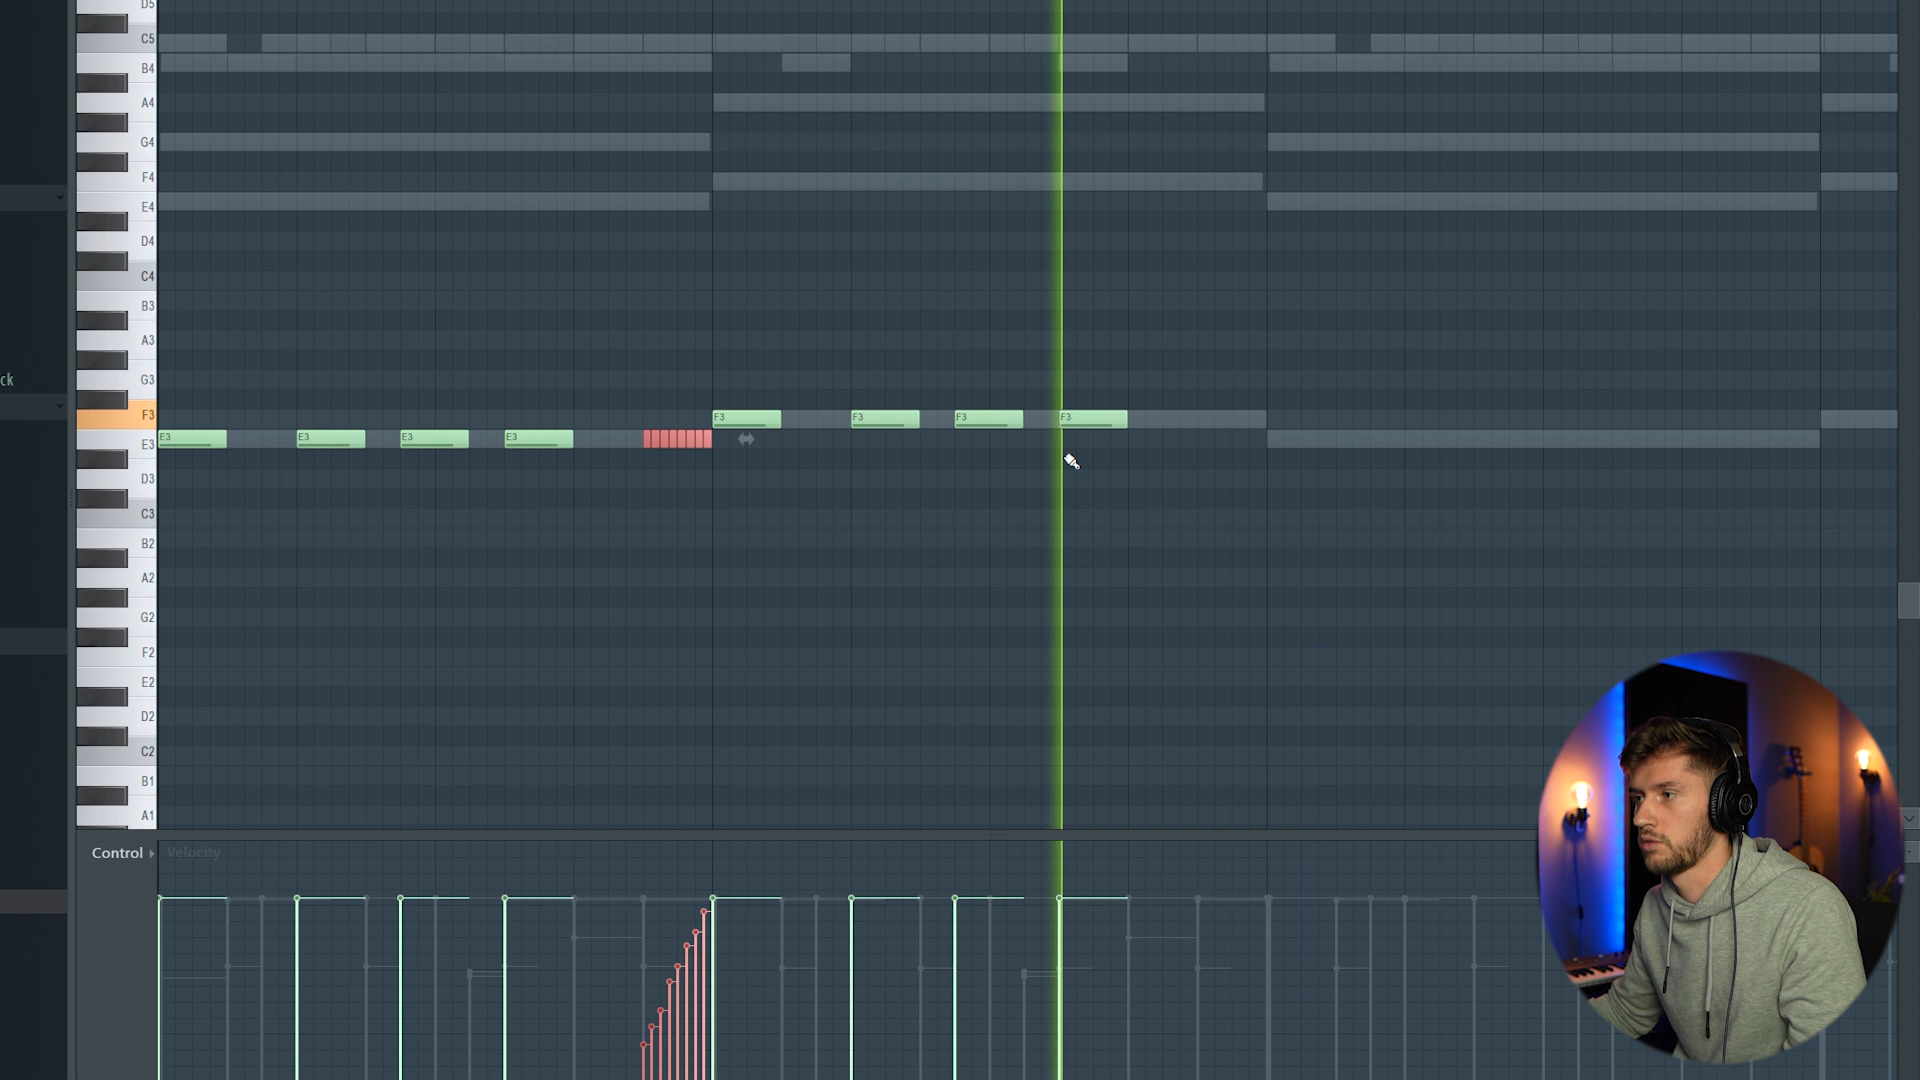 D5
C5
B4
A4
G4
F4
E4
D4
C4
B3
A3
ck
G3
F3
F3 F3 F3 F3
E3
E3 E3 E3 E3
D3
C3
B2
A2
G2
F2
E2
D2
C2
B1
A1
Control Velocity